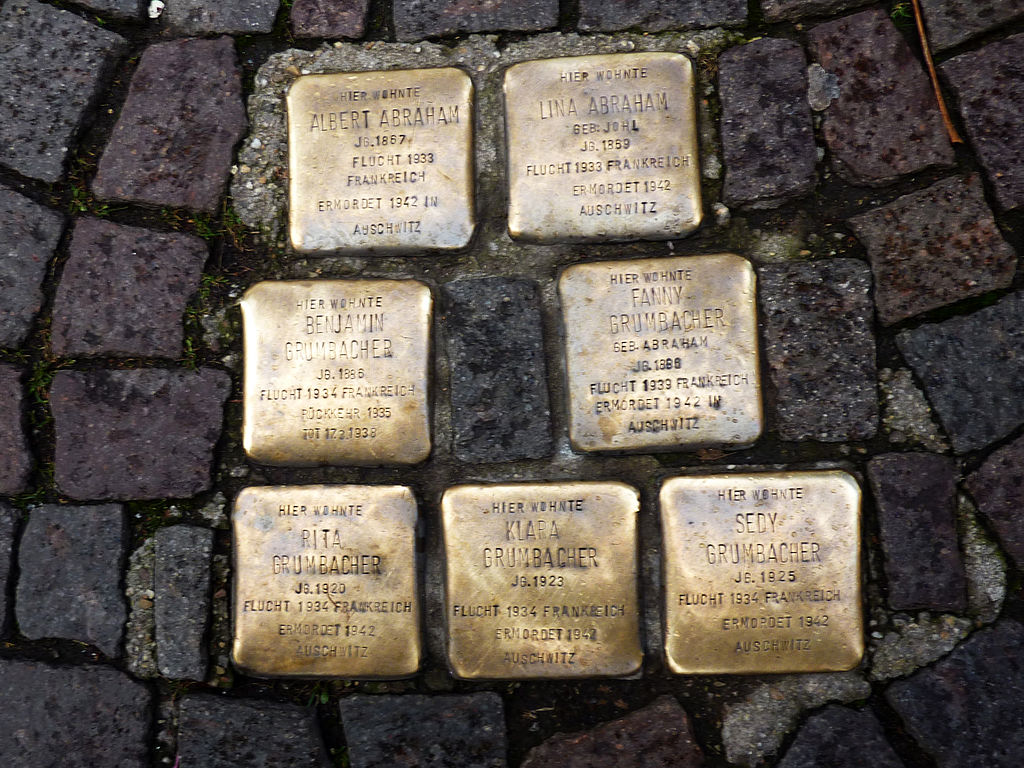 HIER WOHNTE
ALBERT ABRAHAM
JG. 1867
FLUCHT 1933
FRANKREICH
ERMORDET 1942 IN
AUSCHWITZ
HIER WOHNTE
LINA ABRAHAM
GEB. JOHL
JG. 1869
FLUCHT 1933 FRANKREICH
ERMORDET 1942
AUSCHWITZ
HIER WOHNTE
BENJAMIN
GRUMBACHER
JG. 1886
FLUCHT 1934 FRANKREICH
RÜCKKEHR 1935
TOT 17.2.1938
HIER WOHNTE
FANNY
GRUMBACHER
GEB. ABRAHAM
JG.
FLUCHT 1939 FRANKREICH
ERMORDET 1942 IN
AUSCHWITZ
HIER WOHNTE
RITA
GRUMBACHER
JG. 1920
FLUCHT 1934 FRANKREICH
ERMORDET 1942
AUSCHWITZ
HIER WOHNTE
KLARA
GRUMBACHER
JG. 1923
FLUCHT 1934 FRANKREICH
ERMORDET 1942
AUSCHWITZ
HIER WOHNTE
SEDY
GRUMBACHER
JG. 1925
FLUCHT 1934 FRANKREICH
ERMORDET 1942
AUSCHWITZ